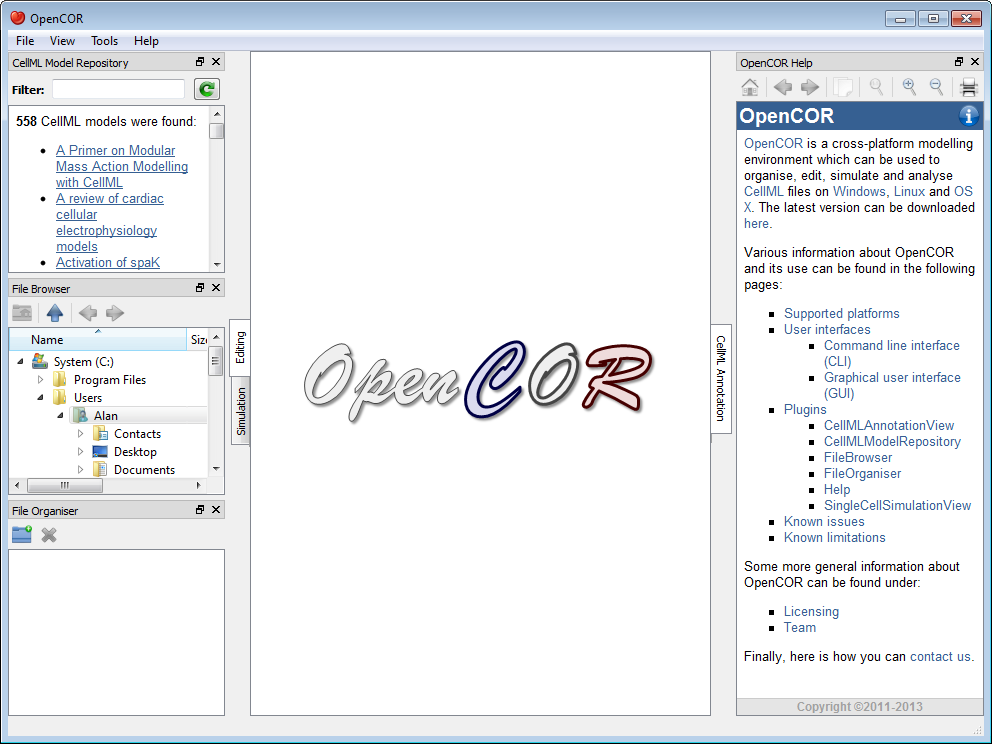 OpenCOR
File View Tools Help
CellML Model Repository
Filter:
558 CellML models were found:
A Primer on Modular
Mass Action Modelling
with CellML
A review of cardiac
cellular
electrophysiology
models
Activation of spaK
File Browser
Name
System (C:)
Program Files
Users
Alan
Contacts
Desktop
Documents
File Organiser
Editing
Simulation
OpenCOR
CellML Annotation
OpenCOR Help
OpenCOR
OpenCOR is a cross-platform modelling
environment which can be used to
organise, edit, simulate and analyse
CellML files on Windows, Linux and OS
X. The latest version can be downloaded
here.
Various information about OpenCOR
and its use can be found in the following
pages:
Supported platforms
User interfaces
Command line interface
(CLI)
Graphical user interface
(GUI)
Plugins
CellMLAnnotationView
CellMLModelRepository
FileBrowser
FileOrganiser
Help
SingleCellSimulationView
Known issues
Known limitations
Some more general information about
OpenCOR can be found under:
Licensing
Team
Finally, here is how you can contact us.
Copyright ©2011-2013